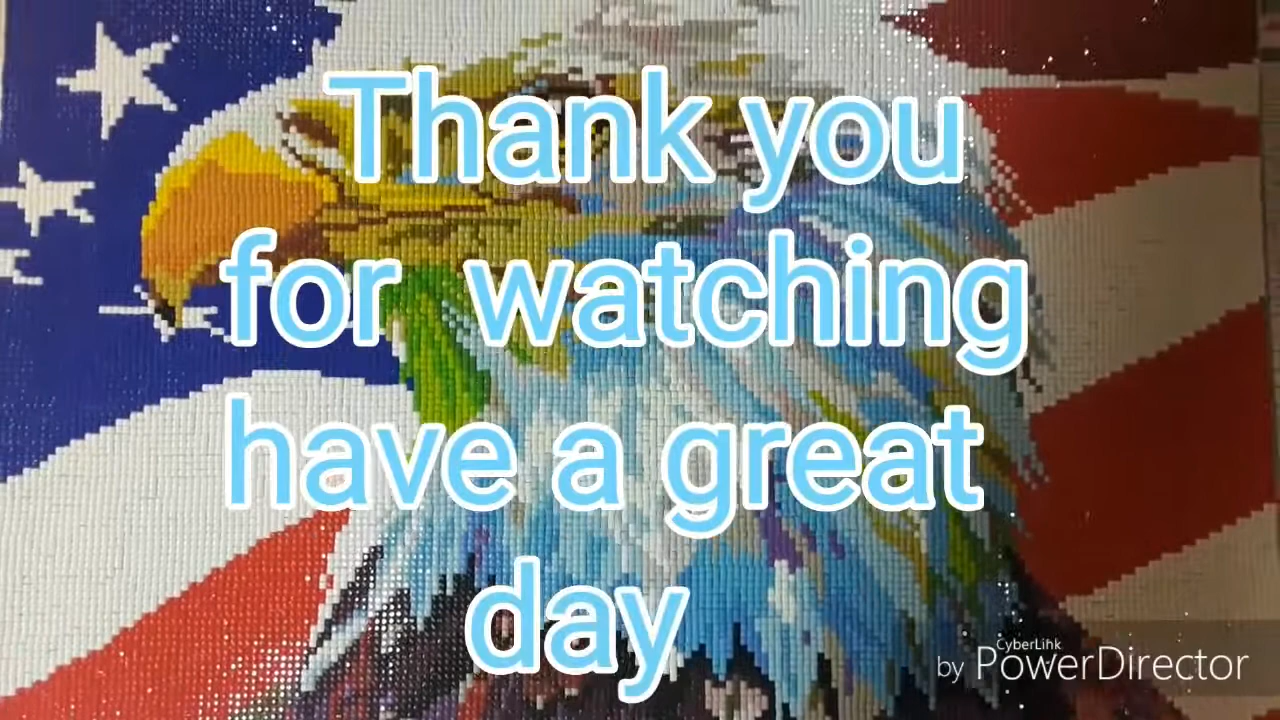 Thank you
for watching
have a great
day
CyberLink
by PowerDirector